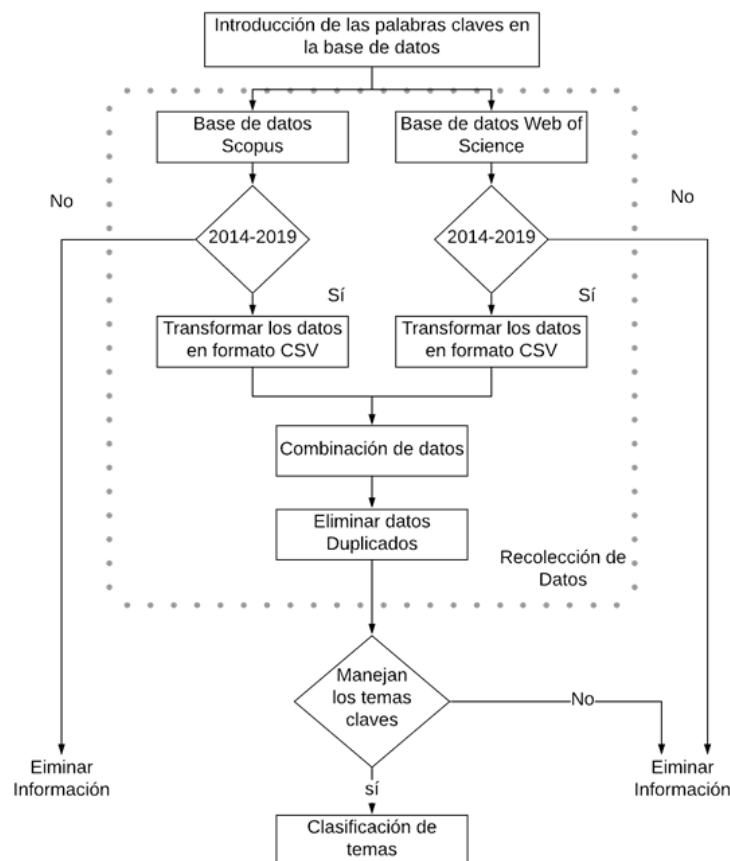 Introducción de las palabras claves en
la base de datos
Base de datos
Scopus
Base de datos Web of
Science
No
No
2014-2019
2014-2019
Sí
Sí
Transformar los datos
en formato CSV
Transformar los datos
en formato CSV
Combinación de datos
Eliminar datos
Duplicados
Recolección de
Datos
Manejan
los temas
claves
No
Eiminar
Información
Eliminar
Información
sí
Clasificación de
temas